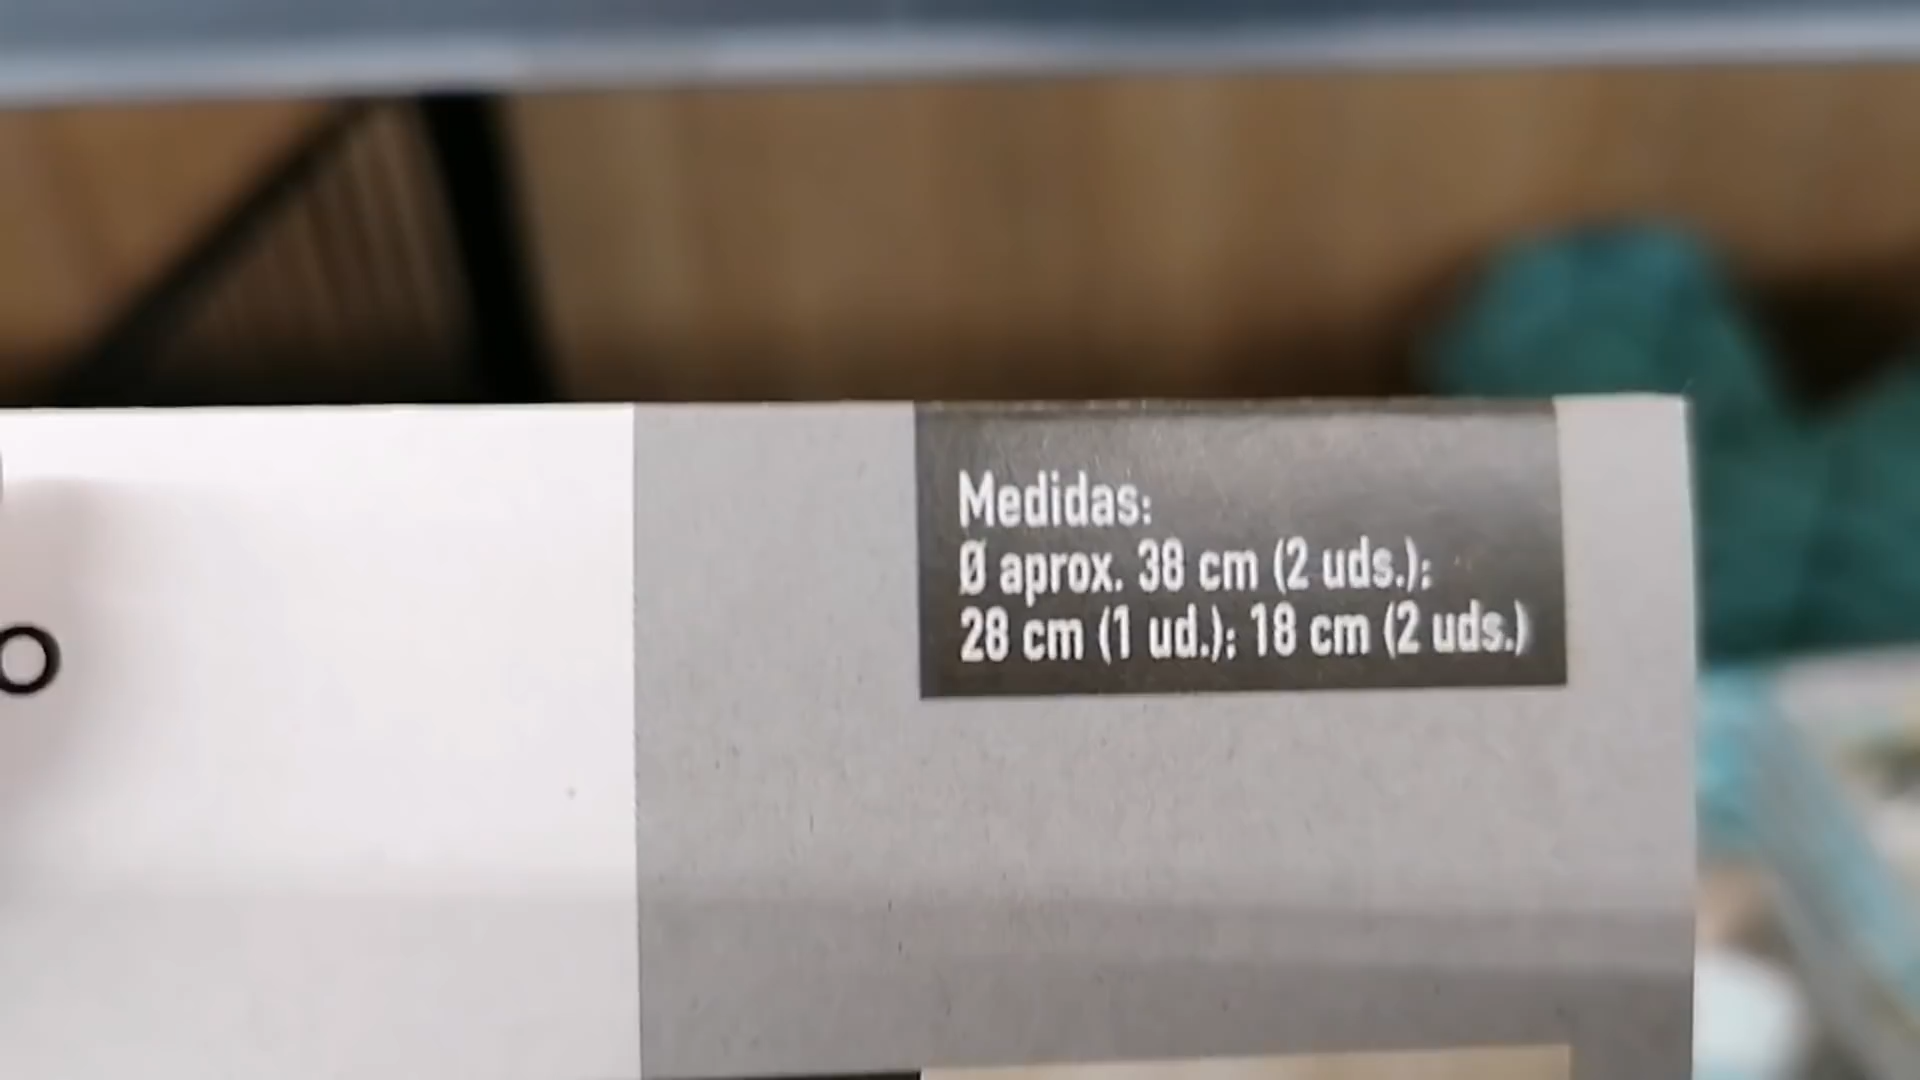 Medidas:
Ø aprox. 38 cm (2 uds.);
28 cm (1 ud.); 18 cm (2 uds.)
o